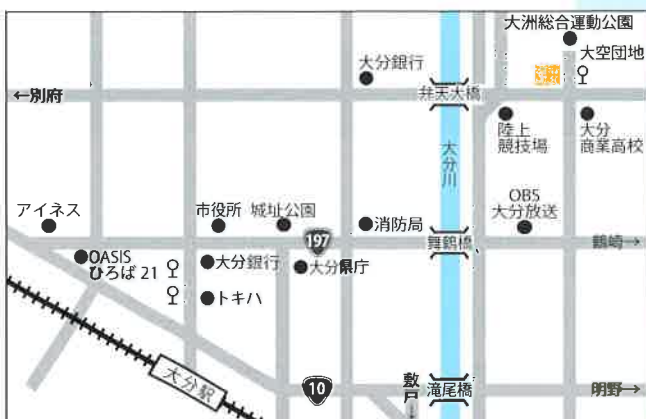 大洲総合運動公園
大空団地
大分銀行
←別府
弁天大橋
陸上
競技場
大分
商業高校
大分川
アイネス
市役所
城址公園
197
消防局
舞鶴橋
OBS
大分放送
鶴崎→
OASIS
ひろば21
大分銀行
大分県庁
トキハ
大分駅
10
敷戸
↓
滝尾橋
明野→